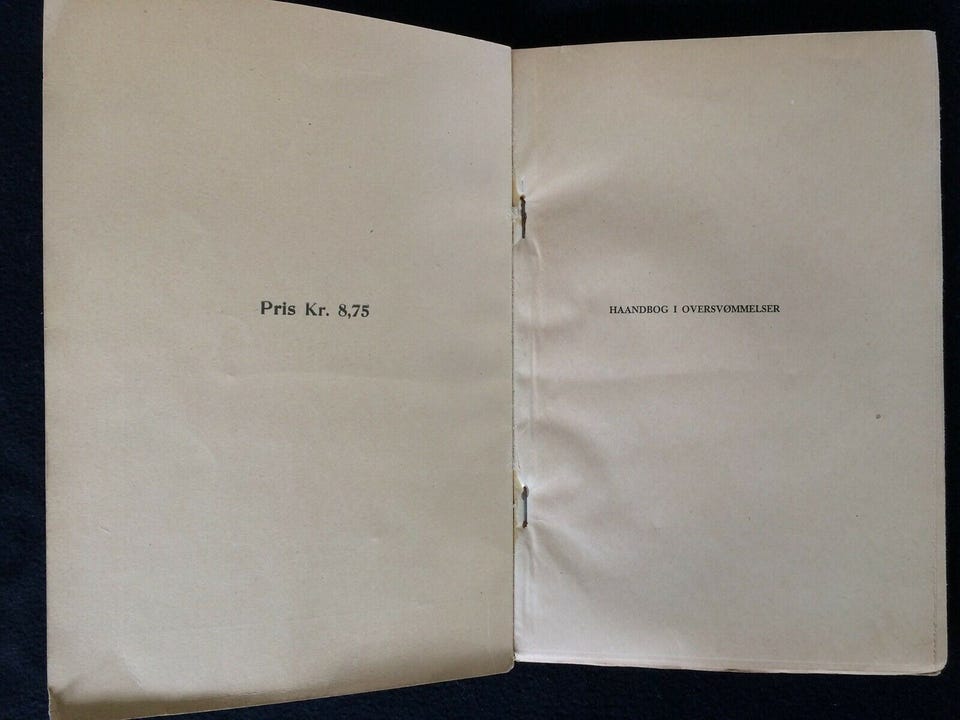 Pris Kr. 8,75
HAANDBOG I OVERSVØMMELSER